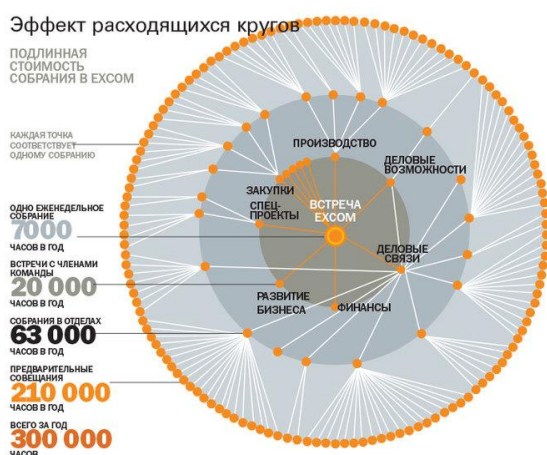 Эффект расходящихся кругов
ПОДЛИННАЯ
СТОИМОСТЬ
СОБРАНИЯ В EXCOM
КАЖДАЯ ТОЧКА
СООТВЕТСТВУЕТ
ОДНОМУ СОБРАНИЮ
ОДНО ЕЖЕНЕДЕЛЬНОЕ
СОБРАНИЕ
7000
ЧАСОВ В ГОД
ВСТРЕЧИ С ЧЛЕНАМИ
КОМАНДЫ
20 000
ЧАСОВ В ГОД
СОБРАНИЯ В ОТДЕЛАХ
63 000
ЧАСОВ В ГОД
ПРЕДВАРИТЕЛЬНЫЕ
СОВЕЩАНИЯ
210 000
ЧАСОВ В ГОД
ВСЕГО ЗА ГОД
300 000
ЧАСОВ
ПРОИЗВОДСТВО
ДЕЛОВЫЕ
ВОЗМОЖНОСТИ
ЗАКУПКИ
СПЕЦ-
ПРОЕКТЫ
ВСТРЕЧА
EXCOM
ДЕЛОВЫЕ
СВЯЗИ
РАЗВИТИЕ
БИЗНЕСА
ФИНАНСЫ